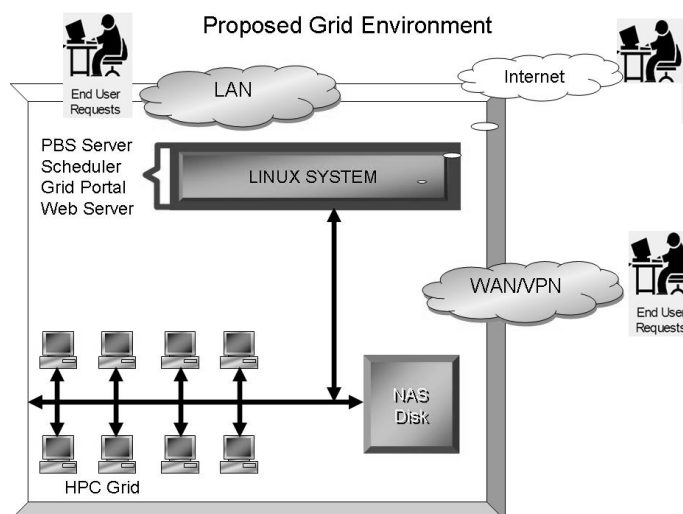 Proposed Grid Environment
End User
Requests
LAN
Internet
PBS Server
Scheduler
Grid Portal
Web Server
LINUX SYSTEM
WAN/VPN
End User
Requests
NAS
Disk
HPC Grid